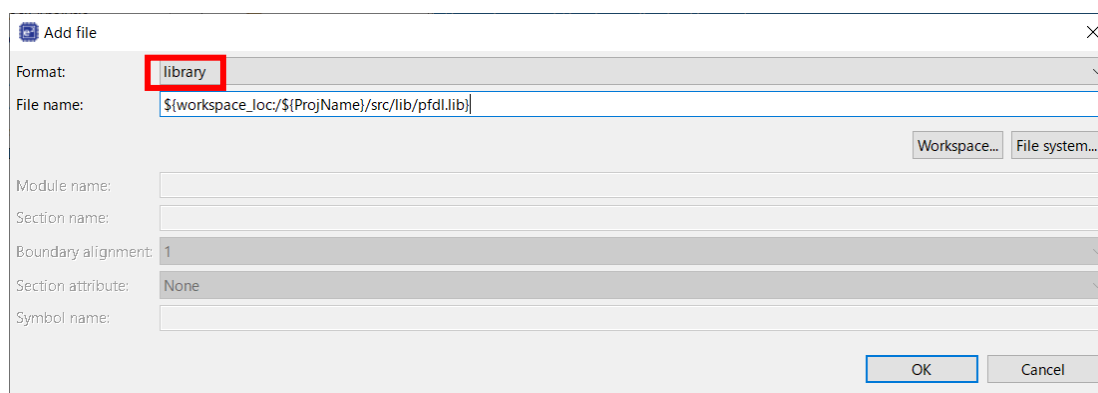 Add file
Format: library
File name: ${workspace_loc:/${ProjName}/src/lib/pfdl.lib}
Workspace... File system...
Module name:
Section name:
Boundary alignment: 1
Section attribute: None
Symbol name:
OK Cancel